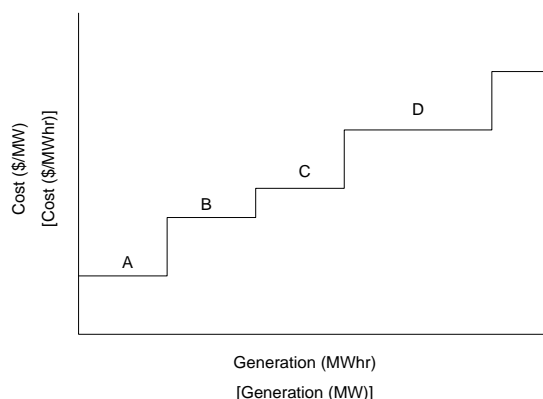 D
C
B
A
Cost ($/MW)
[Cost ($/MWhr)]
Generation (MWhr)
[Generation (MW)]